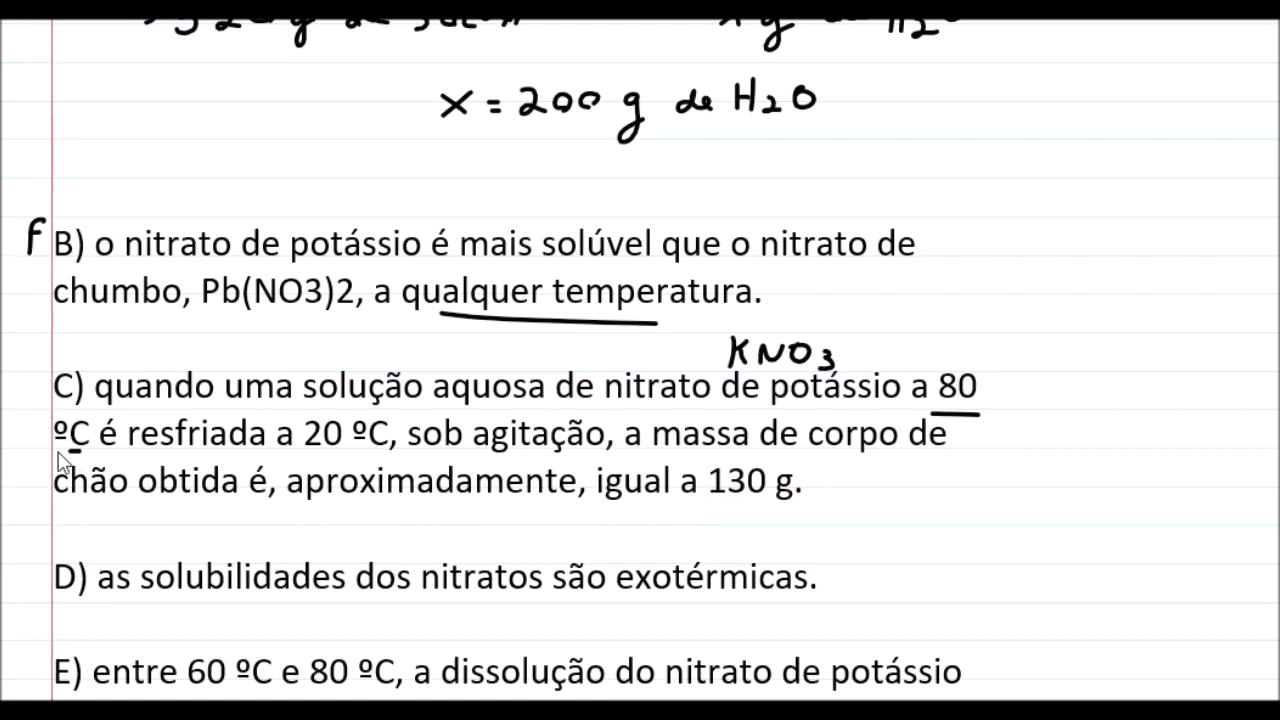 x = 200 g de H2O
F B) o nitrato de potássio é mais solúvel que o nitrato de
chumbo, Pb(NO3)2, a qualquer temperatura.
KNO3
C) quando uma solução aquosa de nitrato de potássio a 80
ºC é resfriada a 20 ºC, sob agitação, a massa de corpo de
chão obtida é, aproximadamente, igual a 130 g.
D) as solubilidades dos nitratos são exotérmicas.
E) entre 60 ºC e 80 ºC, a dissolução do nitrato de potássio